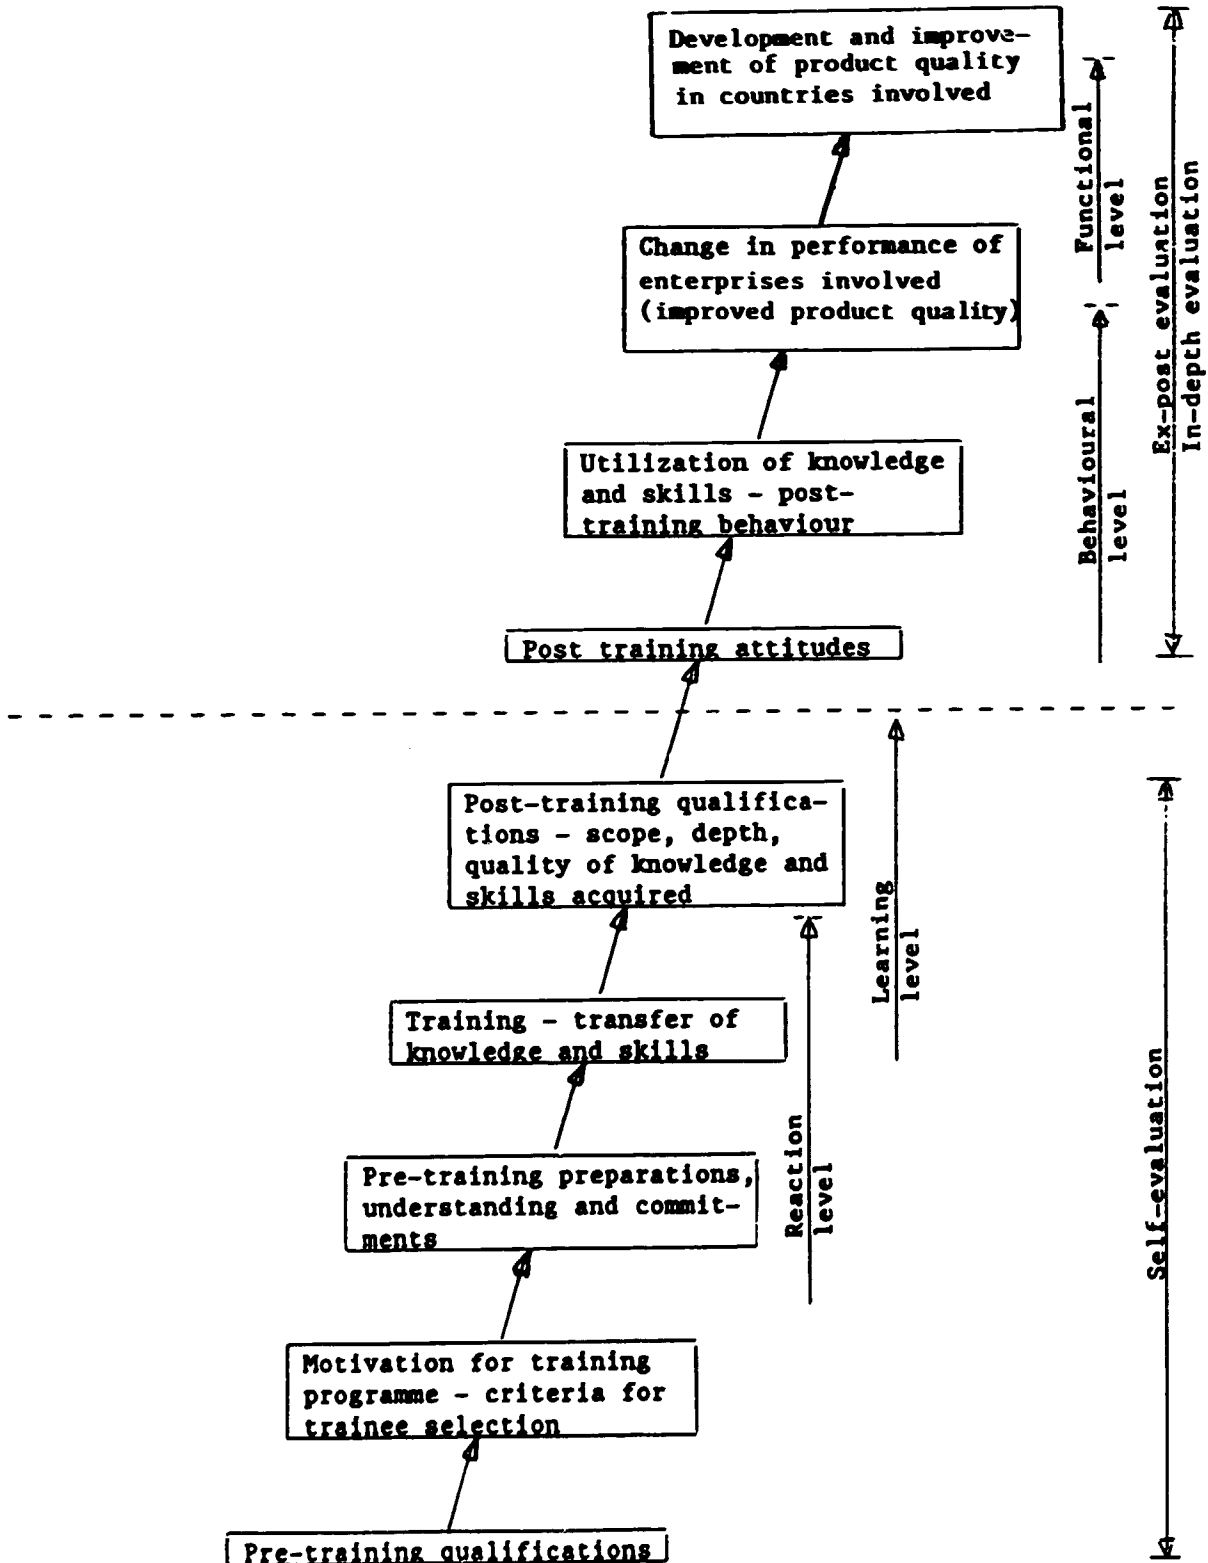 Development and improve-
ment of product quality
in countries involved
Functional
level
Ex-post evaluation
In-depth evaluation
Change in performance of
enterprises involved
(improved product quality)
Behavioural
level
Utilization of knowledge
and skills - post-
training behaviour
Post training attitudes
Post-training qualifica-
tions - scope, depth,
quality of knowledge and
skills acquired
Learning
level
Training - transfer of
knowledge and skills
Reaction
level
Self-evaluation
Pre-training preparations,
understanding and commit-
ments
Motivation for training
programme - criteria for
trainee selection
Pre-training qualifications